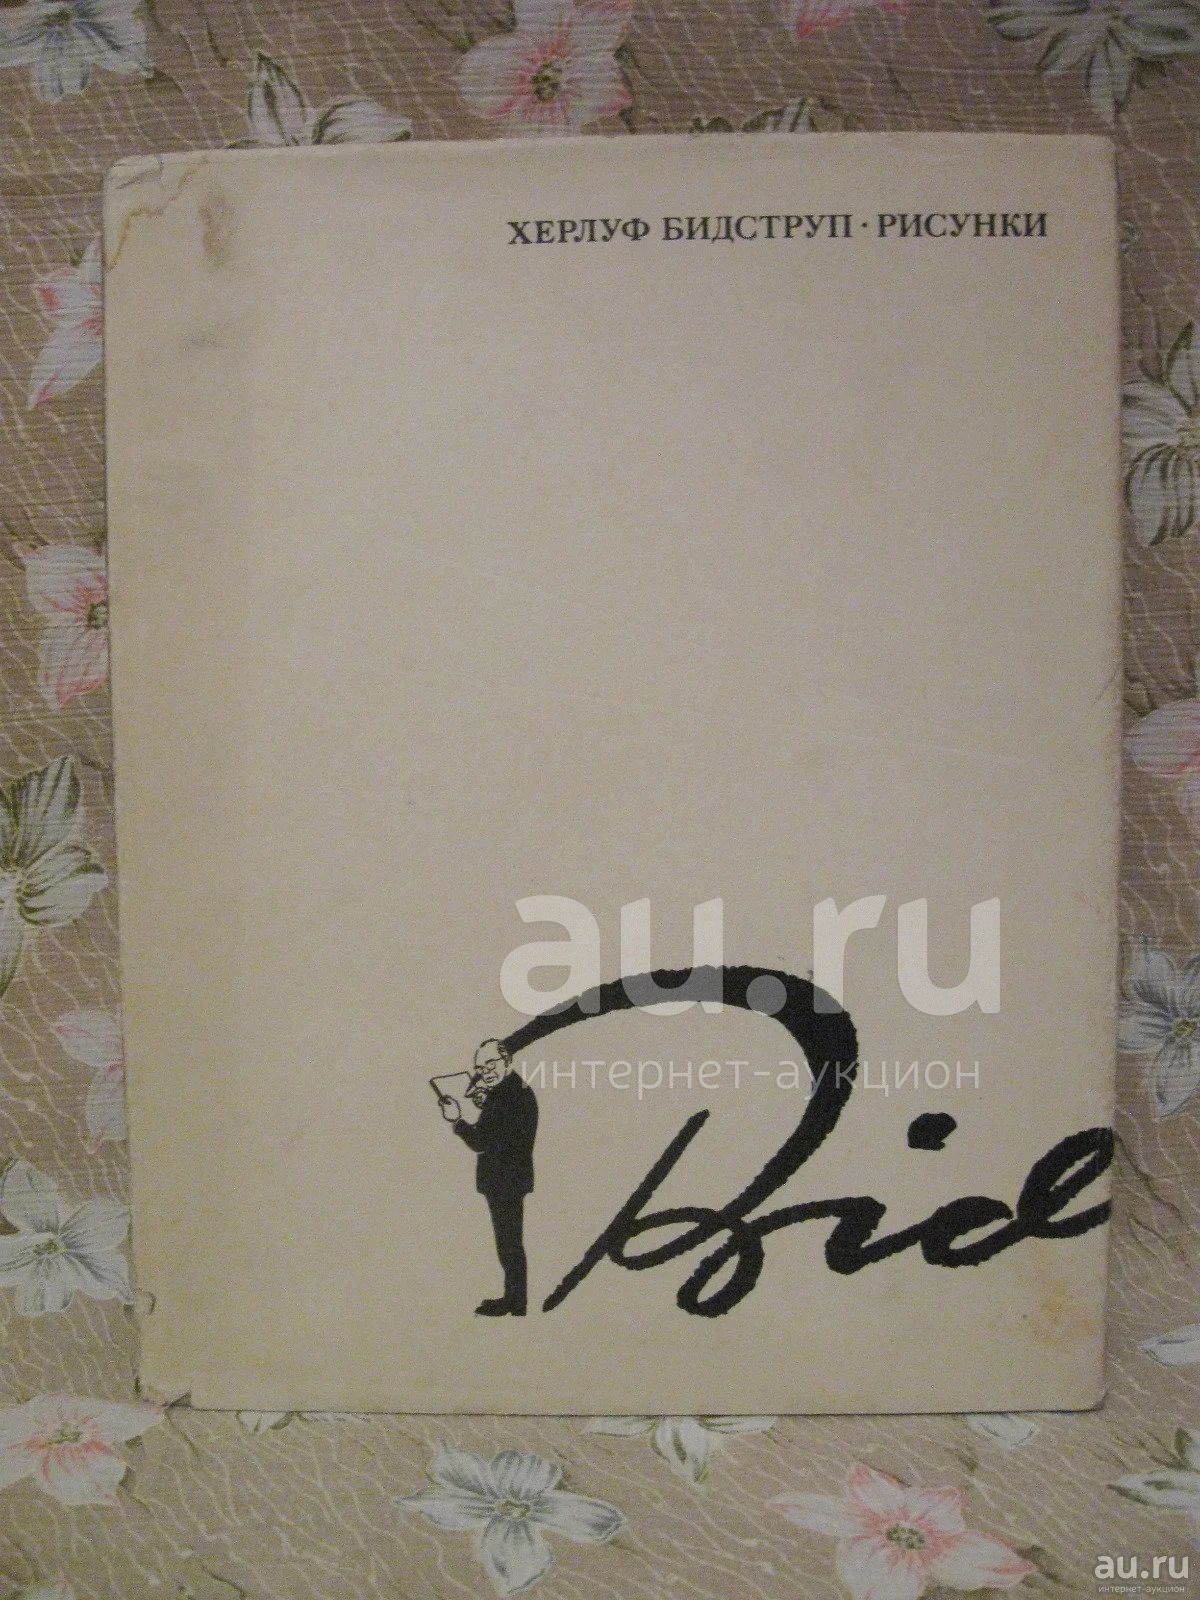 ХЕРЛУФ БИДСТРУП · РИСУНКИ
au.ru
интернет-аукцион
Bid
au.ru
интернет-аукцион